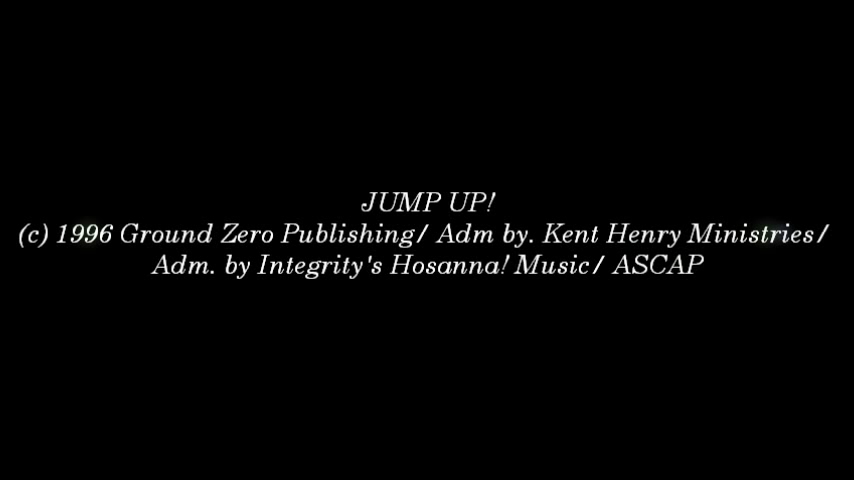 JUMP UP!
(c) 1996 Ground Zero Publishing/ Adm by. Kent Henry Ministries/
Adm. by Integrity's Hosanna! Music/ ASCAP